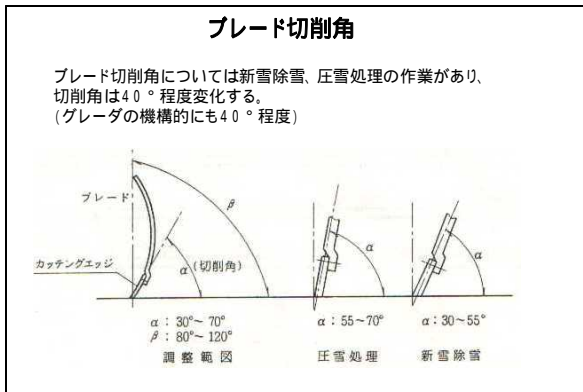 ブレード切削角
ブレード切削角については新雪除雪、圧雪処理の作業があり、
切削角は40°程度変化する。
(グレーダの機構的にも40°程度)
ブレード
β
カッティングエッジ
α(切削角)
α
α
α:30°~70°
β:80°~120°
調整範図
α:55~70°
圧雪処理
α:30~55°
新雪除雪